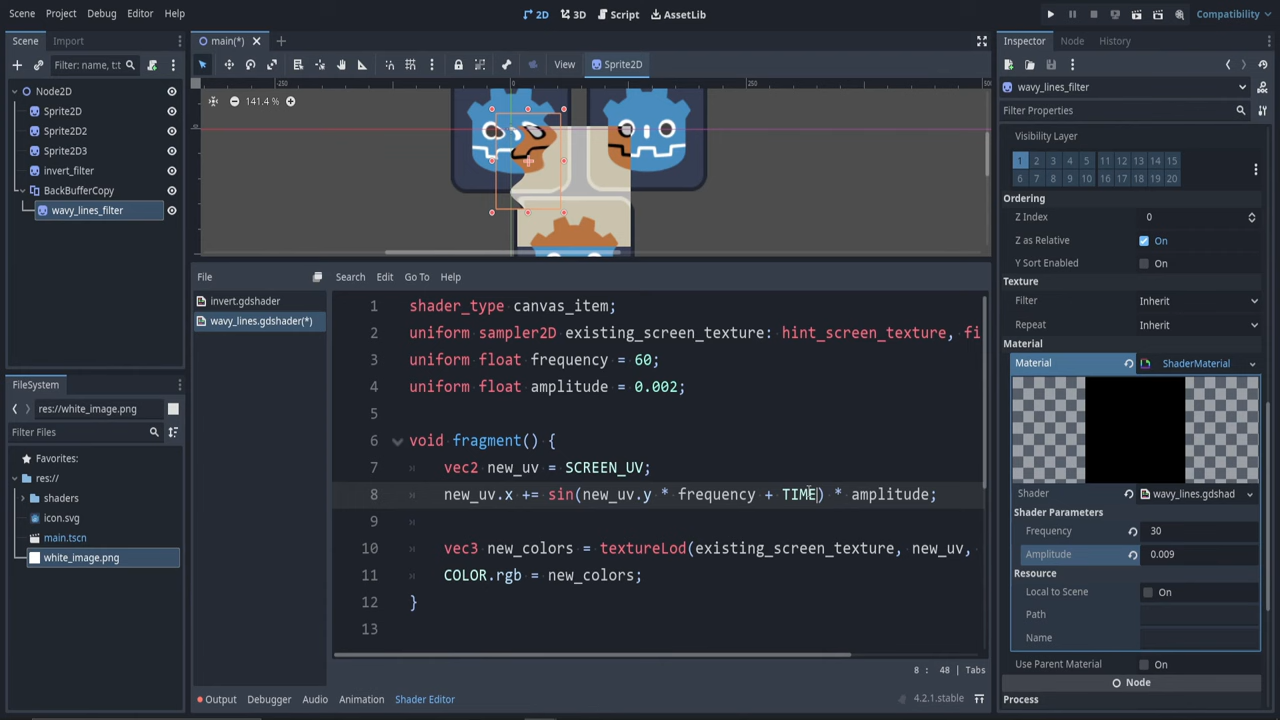 Scene Project Debug Editor Help
2D 3D Script AssetLib
Compatibility
Scene Import
main(*)
Inspector Node History
Filter: name, t:t
View Sprite2D
Node2D
wavy_lines_filter
-250 0 250 500
141.4 %
Filter Properties
Sprite2D
Sprite2D2
Sprite2D3
invert_filter
BackBufferCopy
wavy_lines_filter
Visibility Layer
1 2 3 4 5 11 12 13 14 15
6 7 8 9 10 16 17 18 19 20
Ordering
Z Index 0
Z as Relative On
Y Sort Enabled On
Texture
Filter Inherit
Repeat Inherit
Material
Material ShaderMaterial
Shader wavy_lines.gdshad
Shader Parameters
Frequency 30
Amplitude 0.009
Resource
Local to Scene On
Path
Name
Use Parent Material On
Node
Process
File Search Edit Go To Help
invert.gdshader
wavy_lines.gdshader(*)
1 shader_type canvas_item;
2 uniform sampler2D existing_screen_texture: hint_screen_texture, fi
3 uniform float frequency = 60;
4 uniform float amplitude = 0.002;
5
6 void fragment() {
7 vec2 new_uv = SCREEN_UV;
8 new_uv.x += sin(new_uv.y * frequency + TIME) * amplitude;
9
10 vec3 new_colors = textureLod(existing_screen_texture, new_uv,
11 COLOR.rgb = new_colors;
12 }
13
8 : 48 | Tabs
FileSystem
res://white_image.png
Filter Files
Favorites:
res://
shaders
icon.svg
main.tscn
white_image.png
Output Debugger Audio Animation Shader Editor
4.2.1.stable